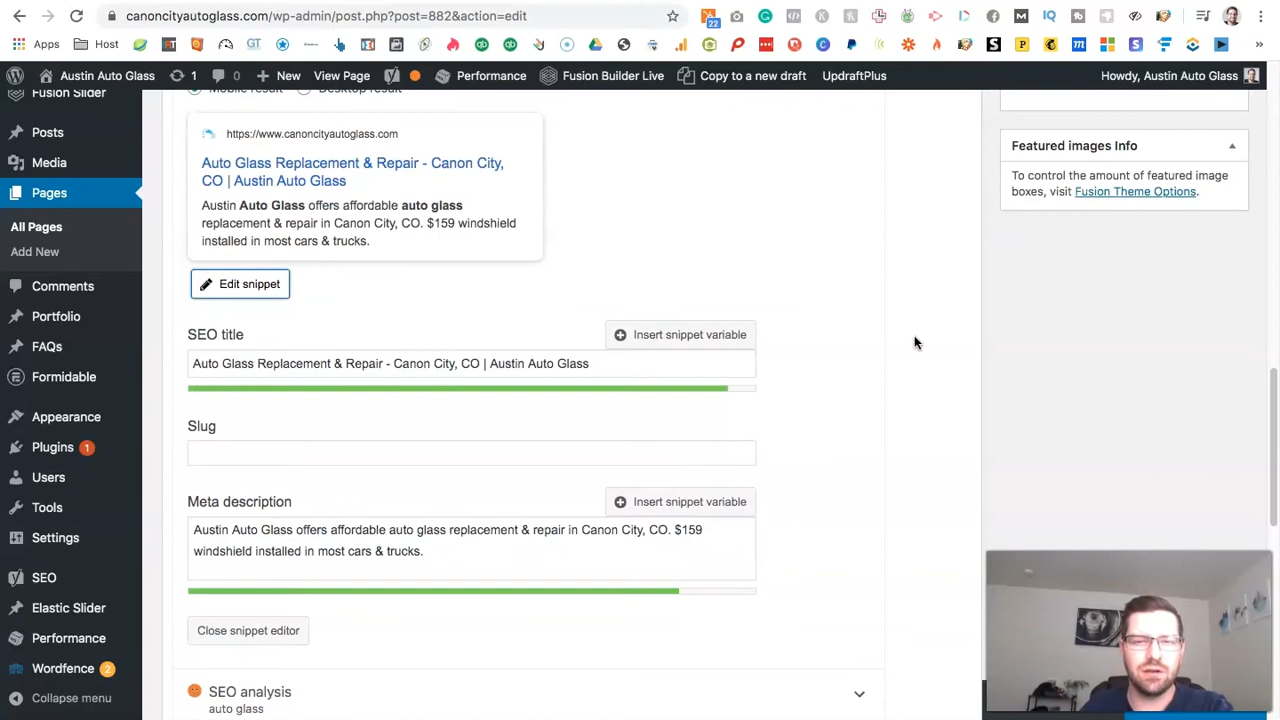 canoncityautoglass.com/wp-admin/post.php?post=882&action=edit
22
Apps
Host
GT
Austin Auto Glass
1
0
New
View Page
Performance
Fusion Builder Live
Copy to a new draft
UpdraftPlus
Howdy, Austin Auto Glass
Fusion Slider
Posts
Media
Pages
All Pages
Add New
Comments
Portfolio
FAQs
Formidable
Appearance
Plugins 1
Users
Tools
Settings
SEO
Elastic Slider
Performance
Wordfence 2
Collapse menu
Mobile result Desktop result
https://www.canoncityautoglass.com
Auto Glass Replacement & Repair - Canon City,
CO | Austin Auto Glass
Austin Auto Glass offers affordable auto glass
replacement & repair in Canon City, CO. $159 windshield
installed in most cars & trucks.
Edit snippet
SEO title
Insert snippet variable
Auto Glass Replacement & Repair - Canon City, CO | Austin Auto Glass
Slug
Meta description
Insert snippet variable
Austin Auto Glass offers affordable auto glass replacement & repair in Canon City, CO. $159
windshield installed in most cars & trucks.
Close snippet editor
SEO analysis
auto glass
Featured images Info
To control the amount of featured image
boxes, visit Fusion Theme Options.